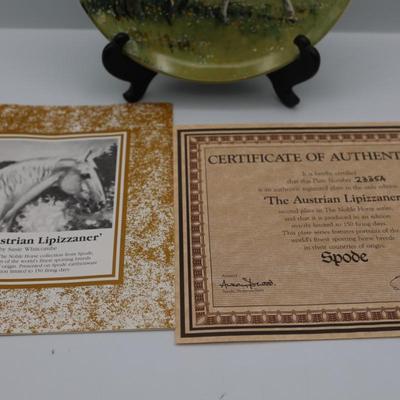 strian Lipizzaner'
by Susie Whitcombe
The Noble Horse collection from Spode,
of the world's finest sporting breeds
origin. Presented on Spode earthenware
limited to 150 firing days
CERTIFICATE OF AUTHENT
It is hereby certified
that this Plate Number 2335A
is an authentic registered plate in the only edition
'The Austrian Lipizzaner
second plate in The Noble Horse series,
and that it is produced in an edition
strictly limited to 150 firing days.
This plate series features portraits of the
world's finest sporting horse breeds
in their countries of origin.
Spode